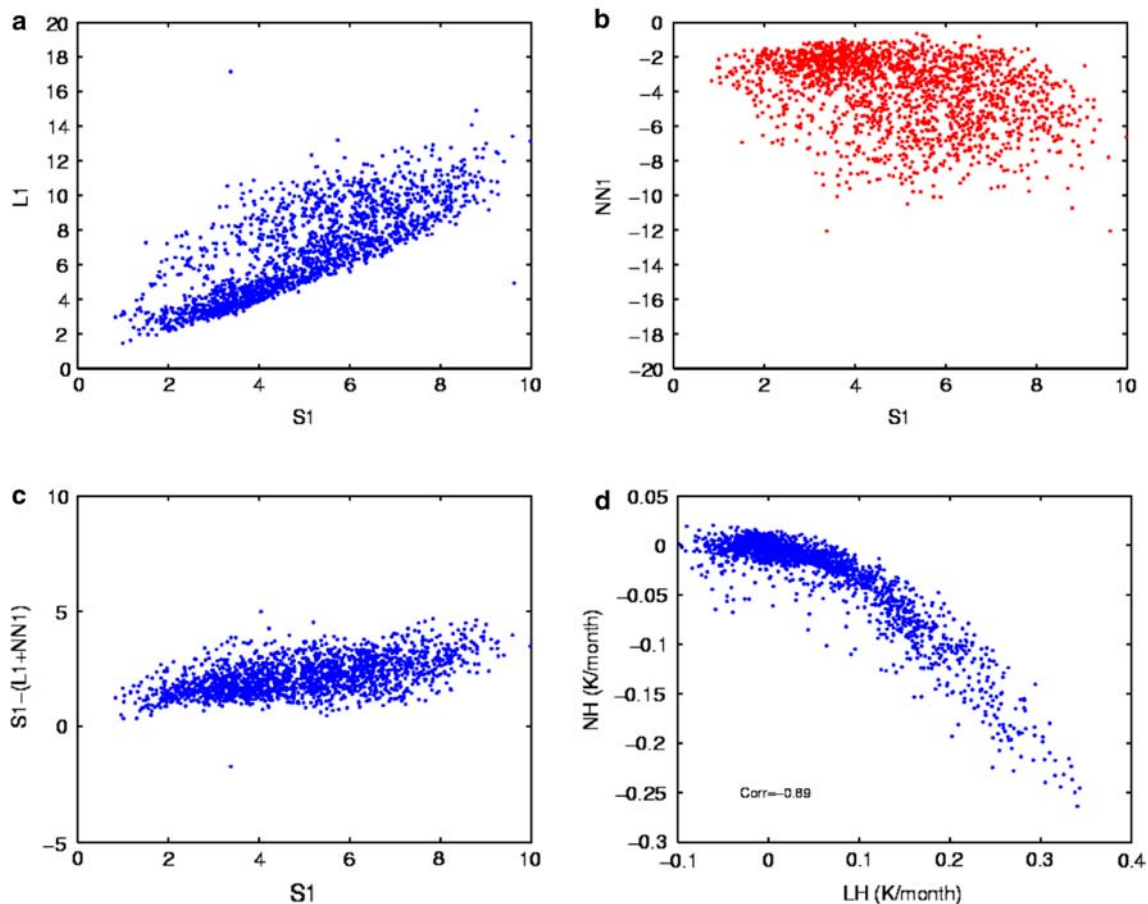 a
20
18
16
14
12
10
8
6
4
2
0
L1
0 2 4 6 8 10
S1
b
-0
-2
-4
-6
-8
-10
-12
-14
-16
-18
-20
NN1
0 2 4 6 8 10
S1
c
10
5
0
-5
S1-(L1+NN1)
0 2 4 6 8 10
S1
d
0.05
0
-0.05
-0.1
-0.15
-0.2
-0.25
-0.3
NH (K/month)
Corr=-0.89
-0.1 0 0.1 0.2 0.3 0.4
LH (K/month)